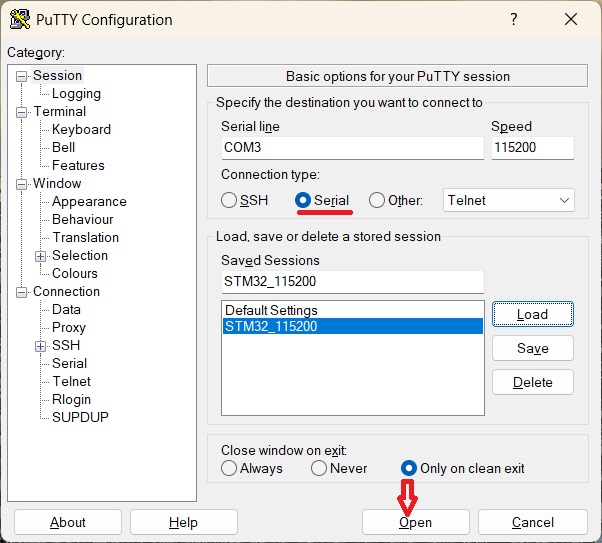 PuTTY Configuration
?
Category:
Session
Logging
Terminal
Keyboard
Bell
Features
Window
Appearance
Behaviour
Translation
Selection
Colours
Connection
Data
Proxy
SSH
Serial
Telnet
Rlogin
SUPDUP
Basic options for your PuTTY session
Specify the destination you want to connect to
Serial line Speed
COM3 115200
Connection type:
SSH Serial Other: Telnet
Load, save or delete a stored session
Saved Sessions
STM32_115200
Default Settings
STM32_115200
Load
Save
Delete
Close window on exit:
Always Never Only on clean exit
About Help Open Cancel